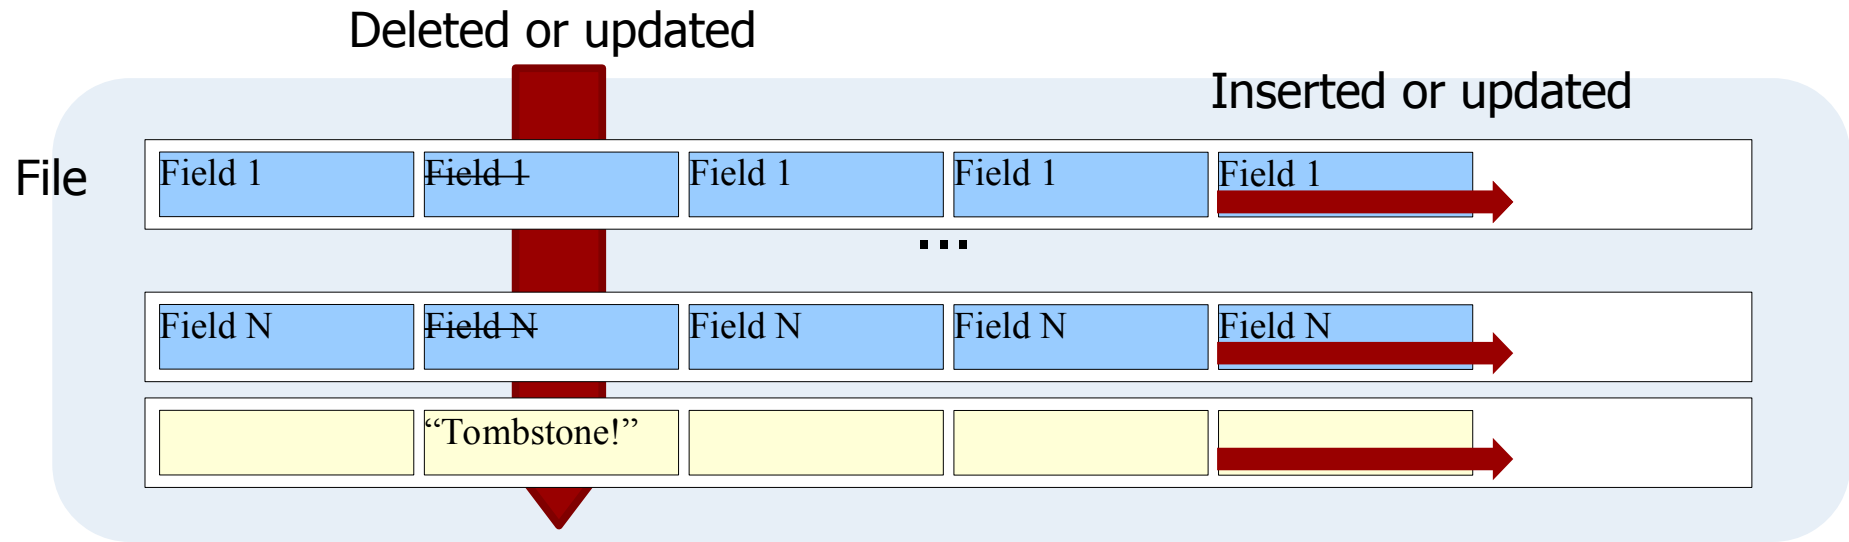 Deleted or updated
Inserted or updated
File
Field 1 Field 1 Field 1 Field 1 Field 1
...
Field N Field N Field N Field N Field N
“Tombstone!”